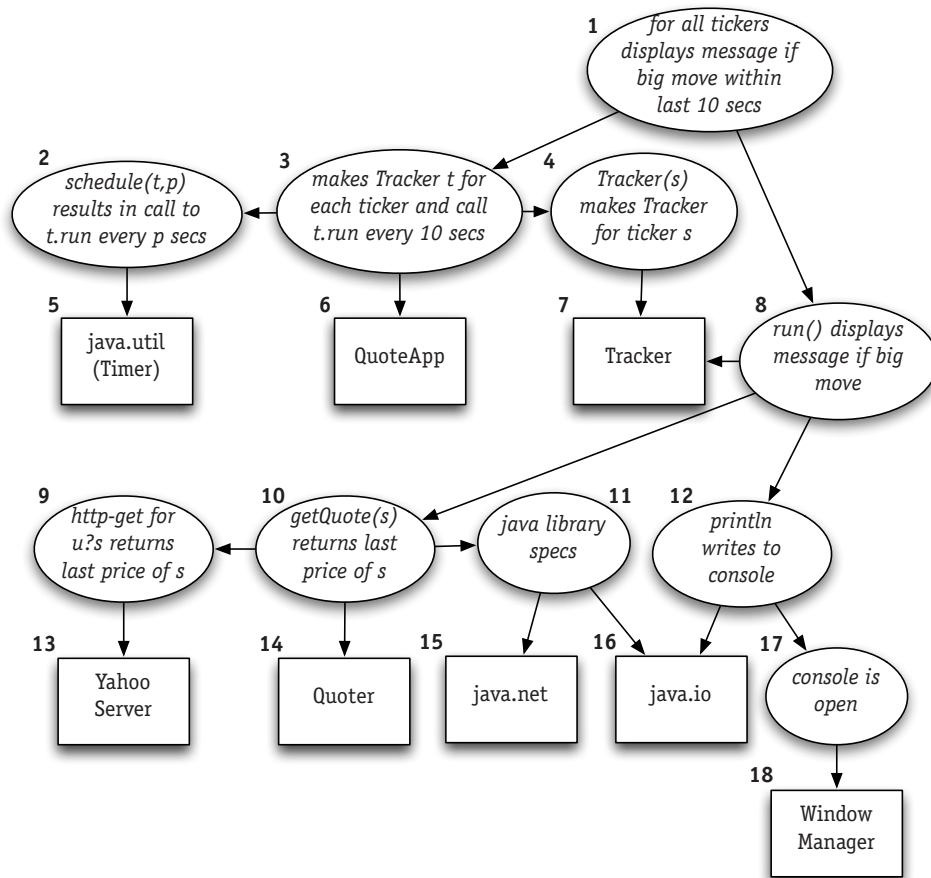 1
for all tickers
displays message if
big move within
last 10 secs
2
schedule(t,p)
results in call to
t.run every p secs
3
makes Tracker t for
each ticker and call
t.run every 10 secs
4
Tracker(s)
makes Tracker
for ticker s
5
java.util
(Timer)
6
QuoteApp
7
Tracker
8
run() displays
message if big
move
9
http-get for
u?s returns
last price of s
10
getQuote(s)
returns last
price of s
11
java library
specs
12
println
writes to
console
13
Yahoo
Server
14
Quoter
15
java.net
16
java.io
17
console is
open
18
Window
Manager